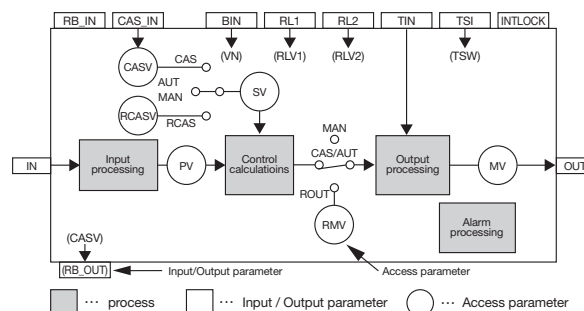 RB_IN CAS_IN BIN RL1 RL2 TIN TSI INTLOCK
(VN) (RLV1) (RLV2) (TSW)
CASV CAS
AUT
MAN SV
RCASV RCAS
MAN
IN Input processing PV Control calculatioins CAS/AUT Output processing MV OUT
ROUT
RMV Alarm processing
(CASV)
(RB_OUT) Input/Output parameter Access parameter
... process ... Input / Output parameter ... Access parameter